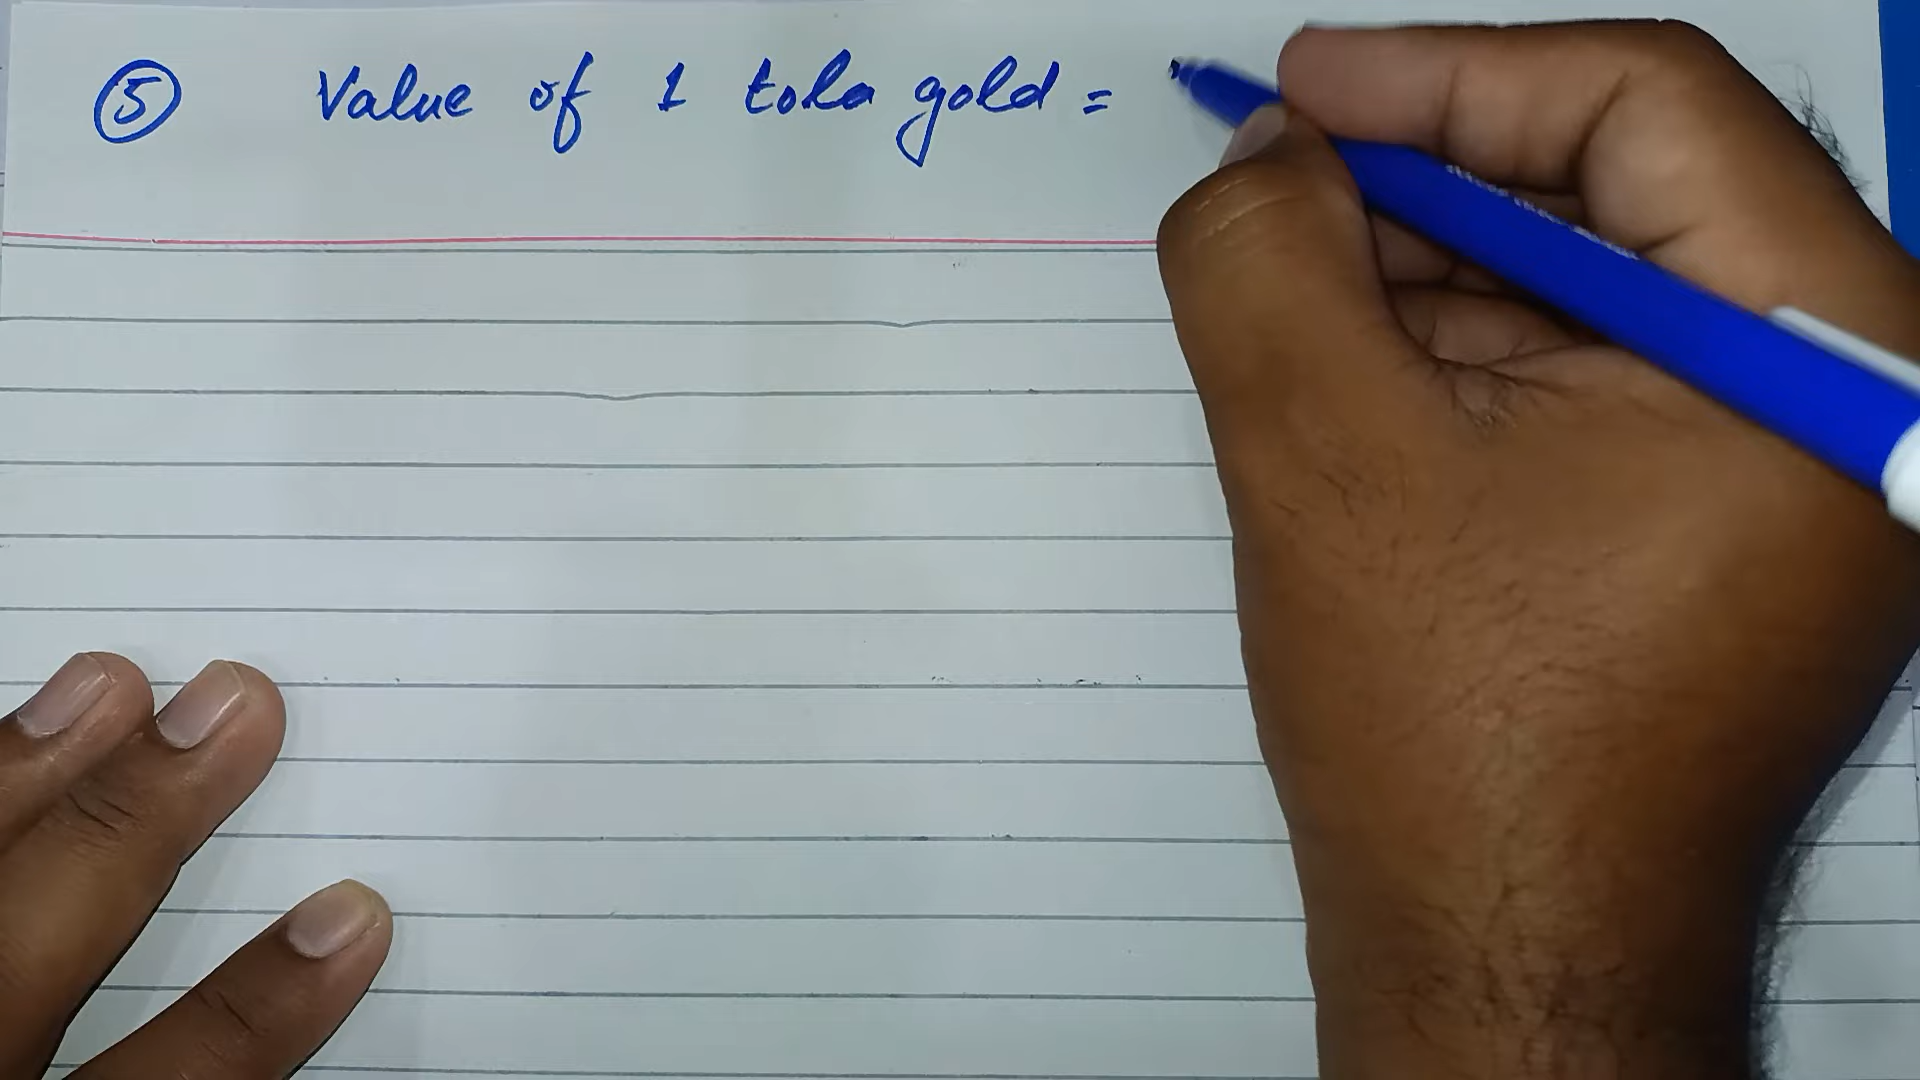 ⑤ Value of 1 tola gold =